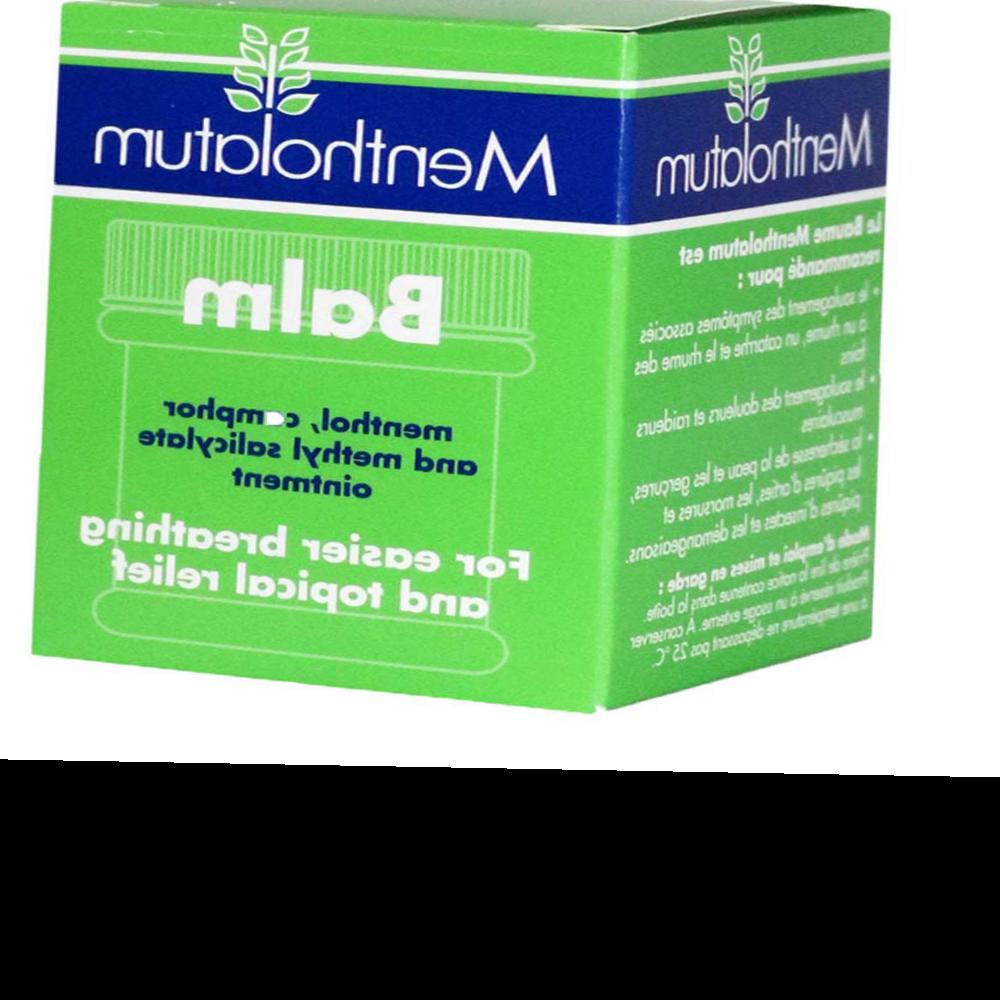 Mentholatum
Balm
menthol, camphor
and methyl salicylate
ointment
For easier breathing
and topical relief
Mentholatum
Le Baume Mentholatum est
recommandé pour :
• le soulagement des symptômes associés
à un rhume, un catarrhe et le rhume des
foins
• le soulagement des douleurs et raideurs
musculaires
• la sécheresse de la peau et les gerçures,
les piqûres d'orties, les morsures et
piqûres d'insectes et les démangeaisons.
Mode d'emploi et mises en garde :
Prière de lire la notice contenue dans la boîte.
Produit réservé à un usage externe. À conserver
à une température ne dépassant pas 25 °C.